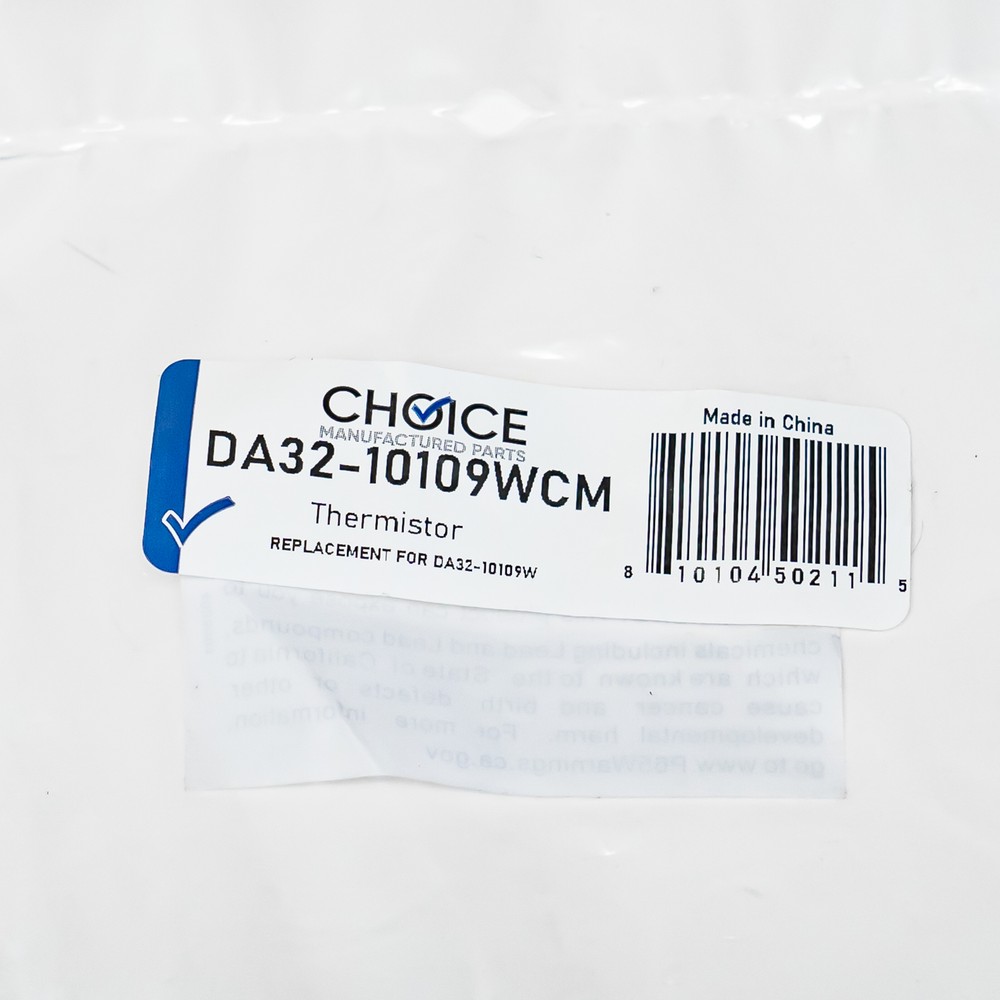 CHOICE
MANUFACTURED PARTS
DA32-10109WCM
Thermistor
REPLACEMENT FOR DA32-10109W
Made in China
8 10104 50211 5
chemicals including Lead and Lead compounds
which are known to the State of California to
cause cancer and birth defects or other
developmental harm. For more information,
go to www.P65Warnings.ca.gov